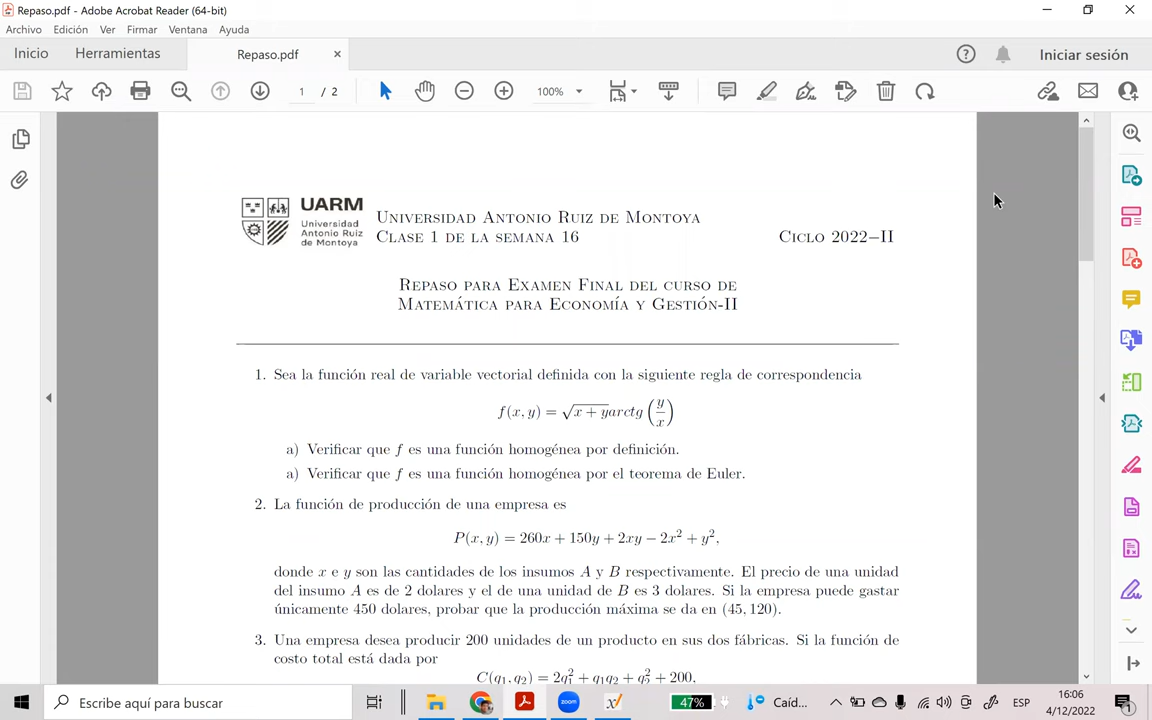 Repaso.pdf - Adobe Acrobat Reader (64-bit)
Archivo Edición Ver Firmar Ventana Ayuda
Inicio Herramientas Repaso.pdf × Iniciar sesión
1 / 2 100%
UARM
Universidad
Antonio Ruiz
de Montoya
Universidad Antonio Ruiz de Montoya
Clase 1 de la semana 16 Ciclo 2022–II
Repaso para Examen Final del curso de
Matemática para Economía y Gestión-II
1. Sea la función real de variable vectorial definida con la siguiente regla de correspondencia
f(x, y) = √(x + y)arctg (y/x)
a) Verificar que f es una función homogénea por definición.
a) Verificar que f es una función homogénea por el teorema de Euler.
2. La función de producción de una empresa es
P(x, y) = 260x + 150y + 2xy − 2x² + y²,
donde x e y son las cantidades de los insumos A y B respectivamente. El precio de una unidad
del insumo A es de 2 dolares y el de una unidad de B es 3 dolares. Si la empresa puede gastar
únicamente 450 dolares, probar que la producción máxima se da en (45, 120).
3. Una empresa desea producir 200 unidades de un producto en sus dos fábricas. Si la función de
costo total está dada por
C(q₁, q₂) = 2q₁² + q₁q₂ + q₂² + 200,
Escribe aquí para buscar zoom 47% Caíd... ESP 16:06
4/12/2022 1